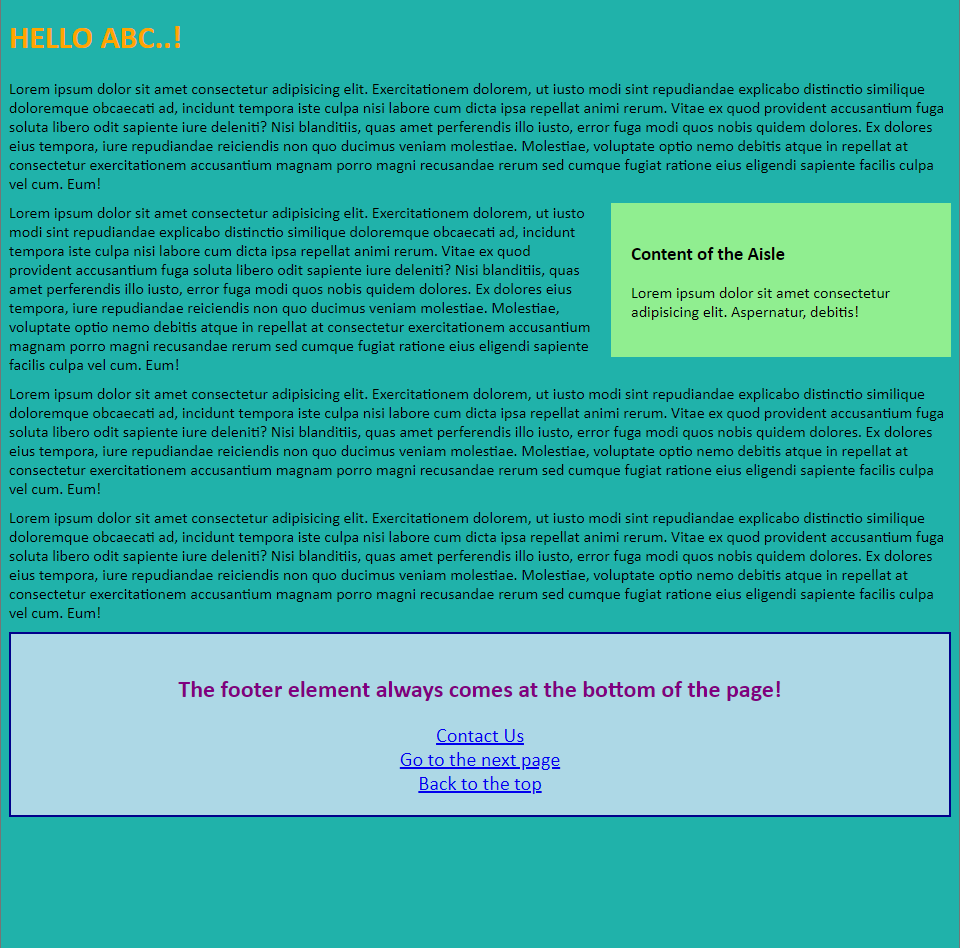 HELLO ABC..!
Lorem ipsum dolor sit amet consectetur adipisicing elit. Exercitationem dolorem, ut iusto modi sint repudiandae explicabo distinctio similique
doloremque obcaecati ad, incidunt tempora iste culpa nisi labore cum dicta ipsa repellat animi rerum. Vitae ex quod provident accusantium fuga
soluta libero odit sapiente iure deleniti? Nisi blanditiis, quas amet perferendis illo iusto, error fuga modi quos nobis quidem dolores. Ex dolores
eius tempora, iure repudiandae reiciendis non quo ducimus veniam molestiae. Molestiae, voluptate optio nemo debitis atque in repellat at
consectetur exercitationem accusantium magnam porro magni recusandae rerum sed cumque fugiat ratione eius eligendi sapiente facilis culpa
vel cum. Eum!
Lorem ipsum dolor sit amet consectetur adipisicing elit. Exercitationem dolorem, ut iusto
modi sint repudiandae explicabo distinctio similique doloremque obcaecati ad, incidunt
tempora iste culpa nisi labore cum dicta ipsa repellat animi rerum. Vitae ex quod
provident accusantium fuga soluta libero odit sapiente iure deleniti? Nisi blanditiis, quas
amet perferendis illo iusto, error fuga modi quos nobis quidem dolores. Ex dolores eius
tempora, iure repudiandae reiciendis non quo ducimus veniam molestiae. Molestiae,
voluptate optio nemo debitis atque in repellat at consectetur exercitationem accusantium
magnam porro magni recusandae rerum sed cumque fugiat ratione eius eligendi sapiente
facilis culpa vel cum. Eum!
Content of the Aisle
Lorem ipsum dolor sit amet consectetur
adipisicing elit. Aspernatur, debitis!
Lorem ipsum dolor sit amet consectetur adipisicing elit. Exercitationem dolorem, ut iusto modi sint repudiandae explicabo distinctio similique
doloremque obcaecati ad, incidunt tempora iste culpa nisi labore cum dicta ipsa repellat animi rerum. Vitae ex quod provident accusantium fuga
soluta libero odit sapiente iure deleniti? Nisi blanditiis, quas amet perferendis illo iusto, error fuga modi quos nobis quidem dolores. Ex dolores
eius tempora, iure repudiandae reiciendis non quo ducimus veniam molestiae. Molestiae, voluptate optio nemo debitis atque in repellat at
consectetur exercitationem accusantium magnam porro magni recusandae rerum sed cumque fugiat ratione eius eligendi sapiente facilis culpa
vel cum. Eum!
Lorem ipsum dolor sit amet consectetur adipisicing elit. Exercitationem dolorem, ut iusto modi sint repudiandae explicabo distinctio similique
doloremque obcaecati ad, incidunt tempora iste culpa nisi labore cum dicta ipsa repellat animi rerum. Vitae ex quod provident accusantium fuga
soluta libero odit sapiente iure deleniti? Nisi blanditiis, quas amet perferendis illo iusto, error fuga modi quos nobis quidem dolores. Ex dolores
eius tempora, iure repudiandae reiciendis non quo ducimus veniam molestiae. Molestiae, voluptate optio nemo debitis atque in repellat at
consectetur exercitationem accusantium magnam porro magni recusandae rerum sed cumque fugiat ratione eius eligendi sapiente facilis culpa
vel cum. Eum!
The footer element always comes at the bottom of the page!
Contact Us
Go to the next page
Back to the top